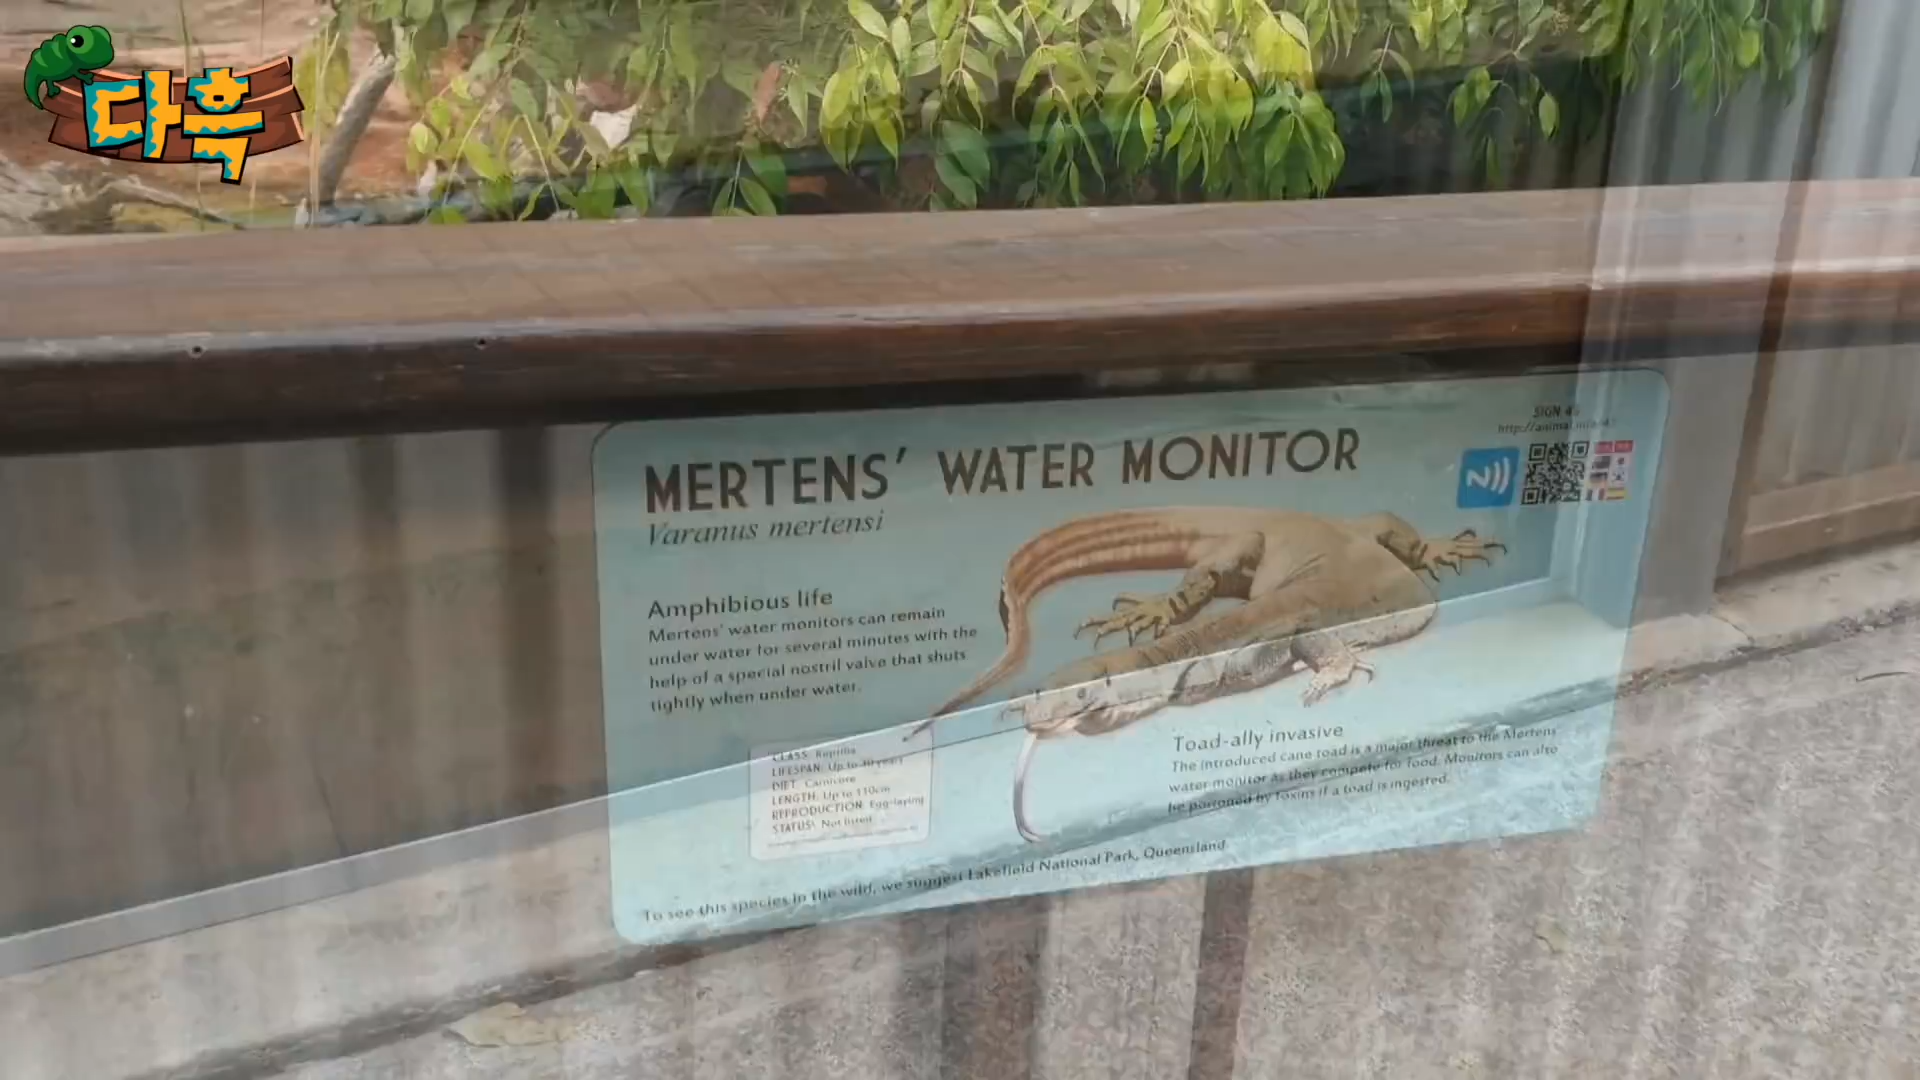 다흑
SIGN
MERTENS' WATER MONITOR
Varanus mertensi
Amphibious life
Mertens' water monitors can remain
under water for several minutes with the
help of a special nostril valve that shuts
tightly when under water.
CLASS: Reptilia
LIFESPAN: Up to
DIET: Carnivore
LENGTH: Up to 110cm
REPRODUCTION: Egg-laying
STATUS: Not listed
Toad-ally invasive
The introduced cane toad is a major threat to the Mertens'
water monitor as they compete for food. Monitors can also
be poisoned by toxins if a toad is ingested.
To see this species in the wild, we suggest Lakefield National Park, Queensland